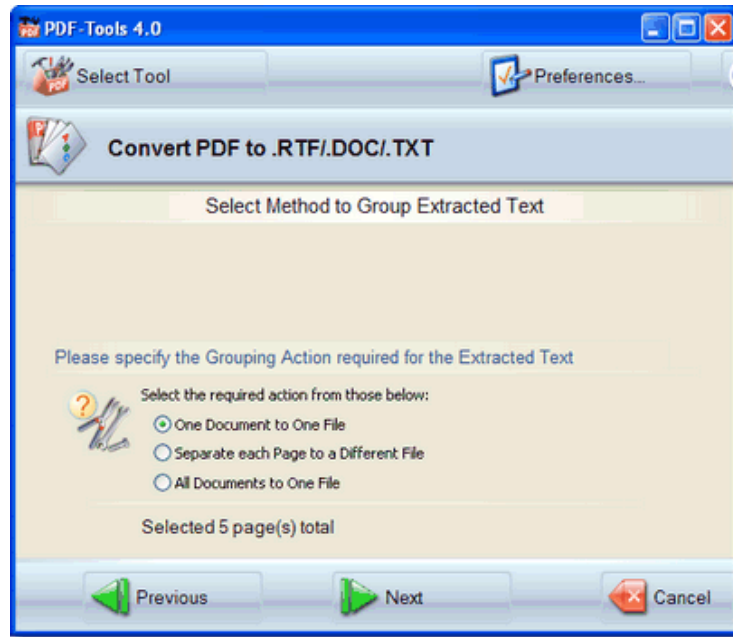 PDF-Tools 4.0
Select Tool
Preferences...
Convert PDF to .RTF/.DOC/.TXT
Select Method to Group Extracted Text
Please specify the Grouping Action required for the Extracted Text
Select the required action from those below:
One Document to One File
Separate each Page to a Different File
All Documents to One File
Selected 5 page(s) total
Previous
Next
Cancel